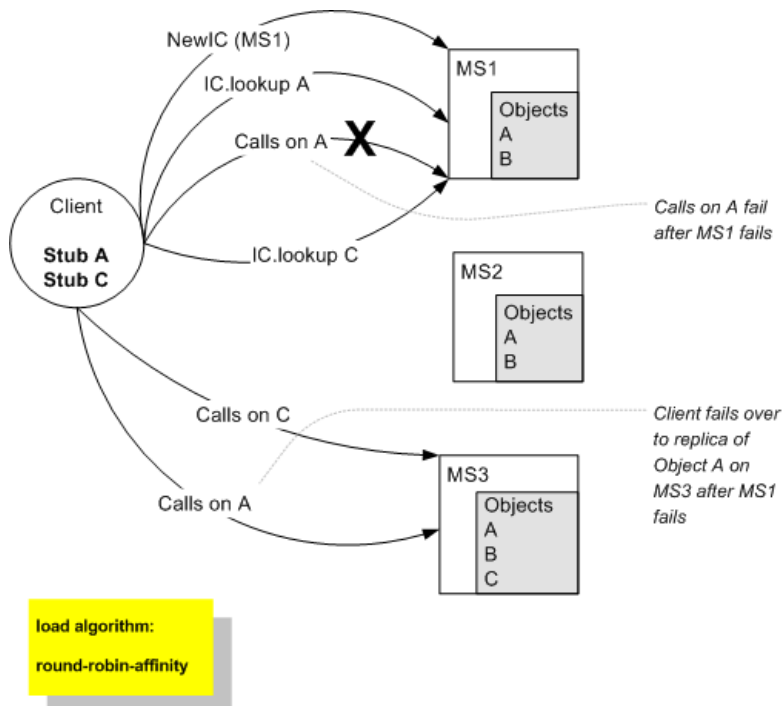 NewIC (MS1)
IC.lookup A
Calls on A
X
IC.lookup C
Client
Stub A
Stub C
MS1
Objects
A
B
Calls on A fail
after MS1 fails
MS2
Objects
A
B
Calls on C
Calls on A
MS3
Objects
A
B
C
Client fails over
to replica of
Object A on
MS3 after MS1
fails
load algorithm:
round-robin-affinity